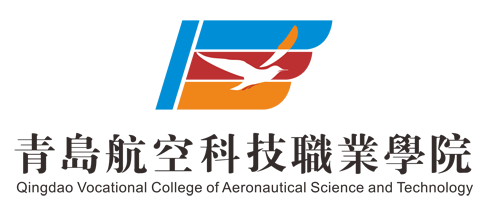 青島航空科技職業學院
Qingdao Vocational College of Aeronautical Science and Technology